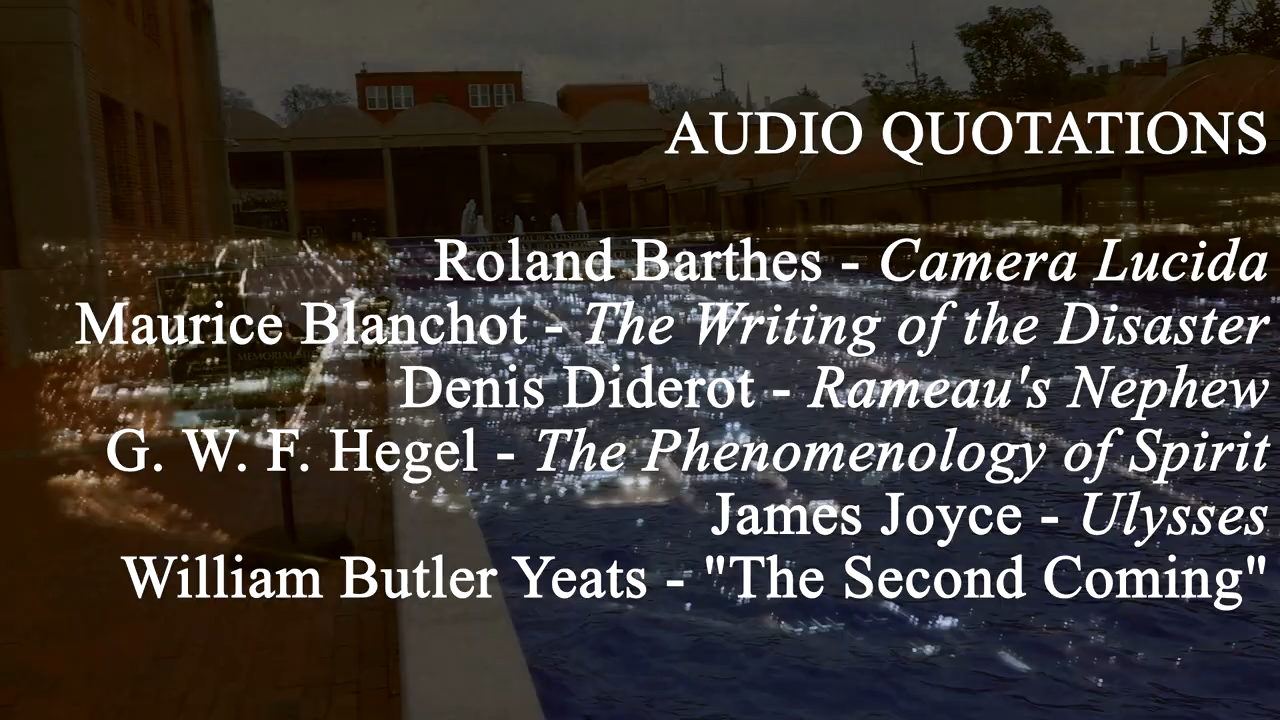 AUDIO QUOTATIONS
Roland Barthes - Camera Lucida
Maurice Blanchot - The Writing of the Disaster
Denis Diderot - Rameau's Nephew
G. W. F. Hegel - The Phenomenology of Spirit
James Joyce - Ulysses
William Butler Yeats - "The Second Coming"
MEMORIAL